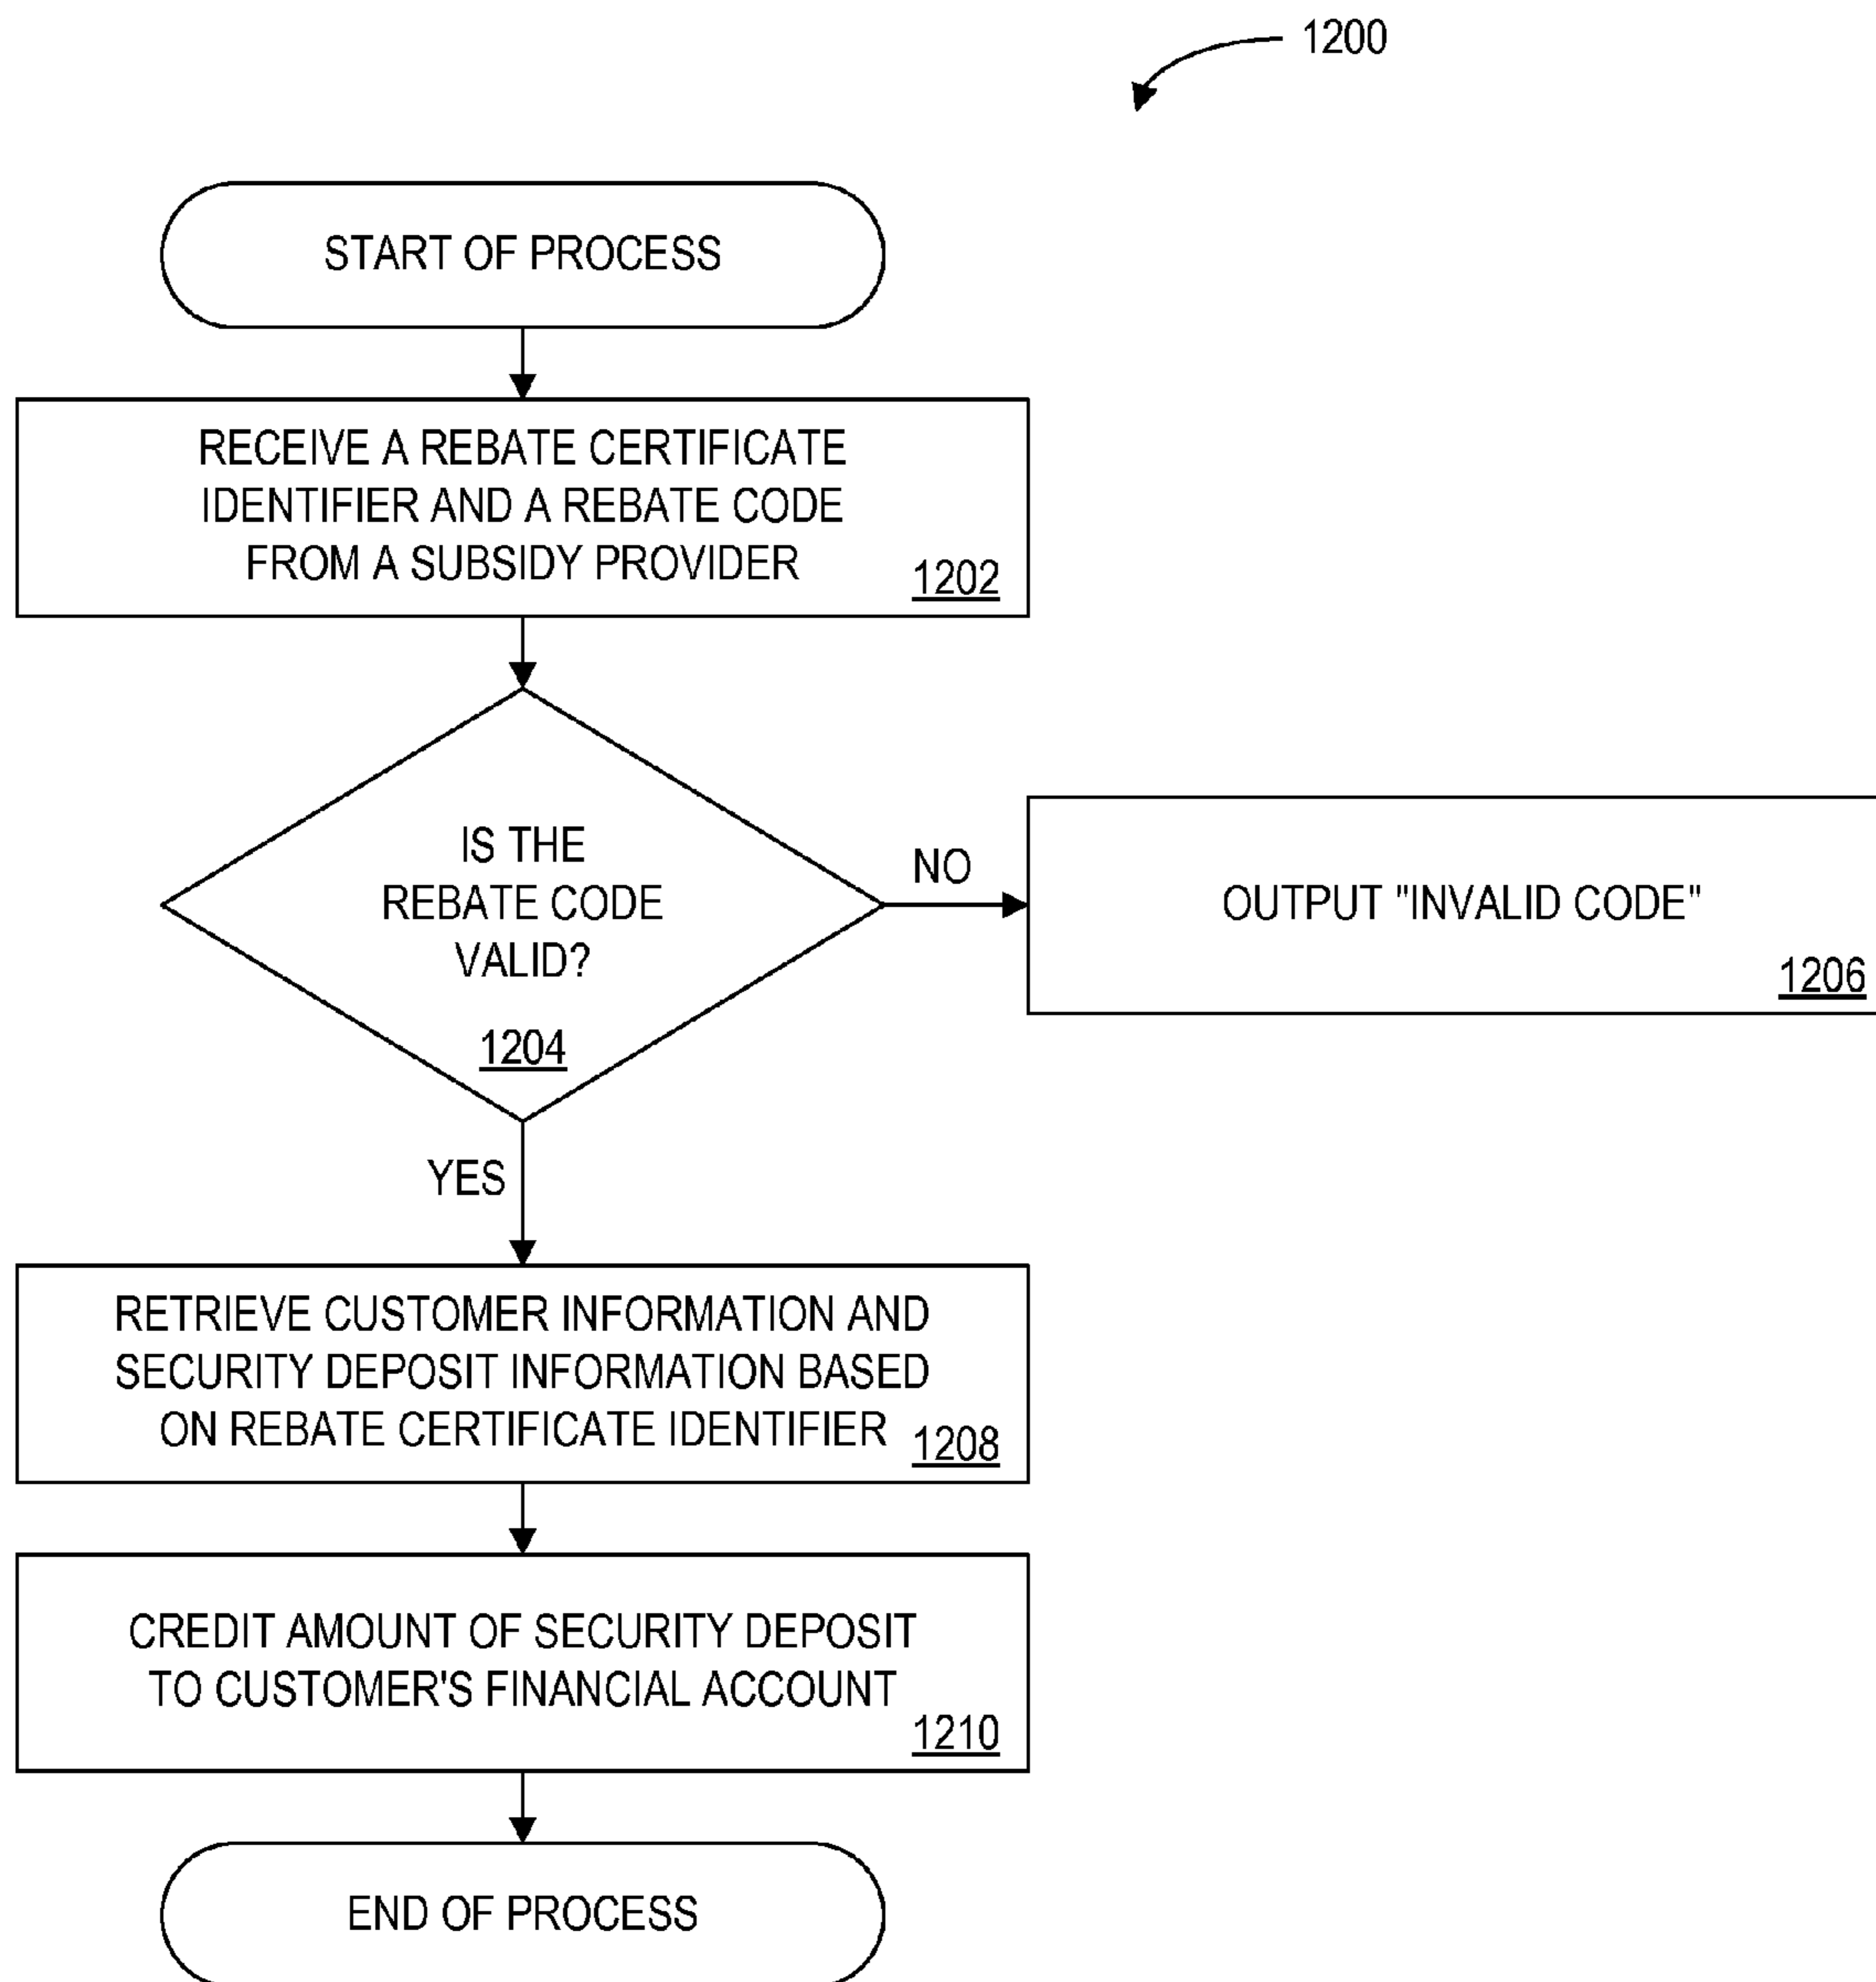 1200
START OF PROCESS
RECEIVE A REBATE CERTIFICATE
IDENTIFIER AND A REBATE CODE
FROM A SUBSIDY PROVIDER
1202
IS THE
REBATE CODE
VALID?
1204
NO
OUTPUT "INVALID CODE"
1206
YES
RETRIEVE CUSTOMER INFORMATION AND
SECURITY DEPOSIT INFORMATION BASED
ON REBATE CERTIFICATE IDENTIFIER
1208
CREDIT AMOUNT OF SECURITY DEPOSIT
TO CUSTOMER'S FINANCIAL ACCOUNT
1210
END OF PROCESS